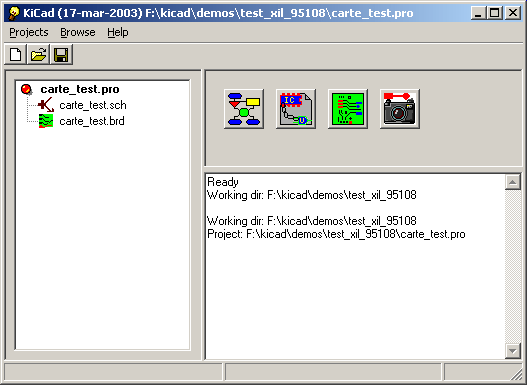 KiCad (17-mar-2003) F:\kicad\demos\test_xil_95108\carte_test.pro
Projects Browse Help
carte_test.pro
carte_test.sch
carte_test.brd
IC
Ready
Working dir: F:\kicad\demos\test_xil_95108
Working dir: F:\kicad\demos\test_xil_95108
Project: F:\kicad\demos\test_xil_95108\carte_test.pro